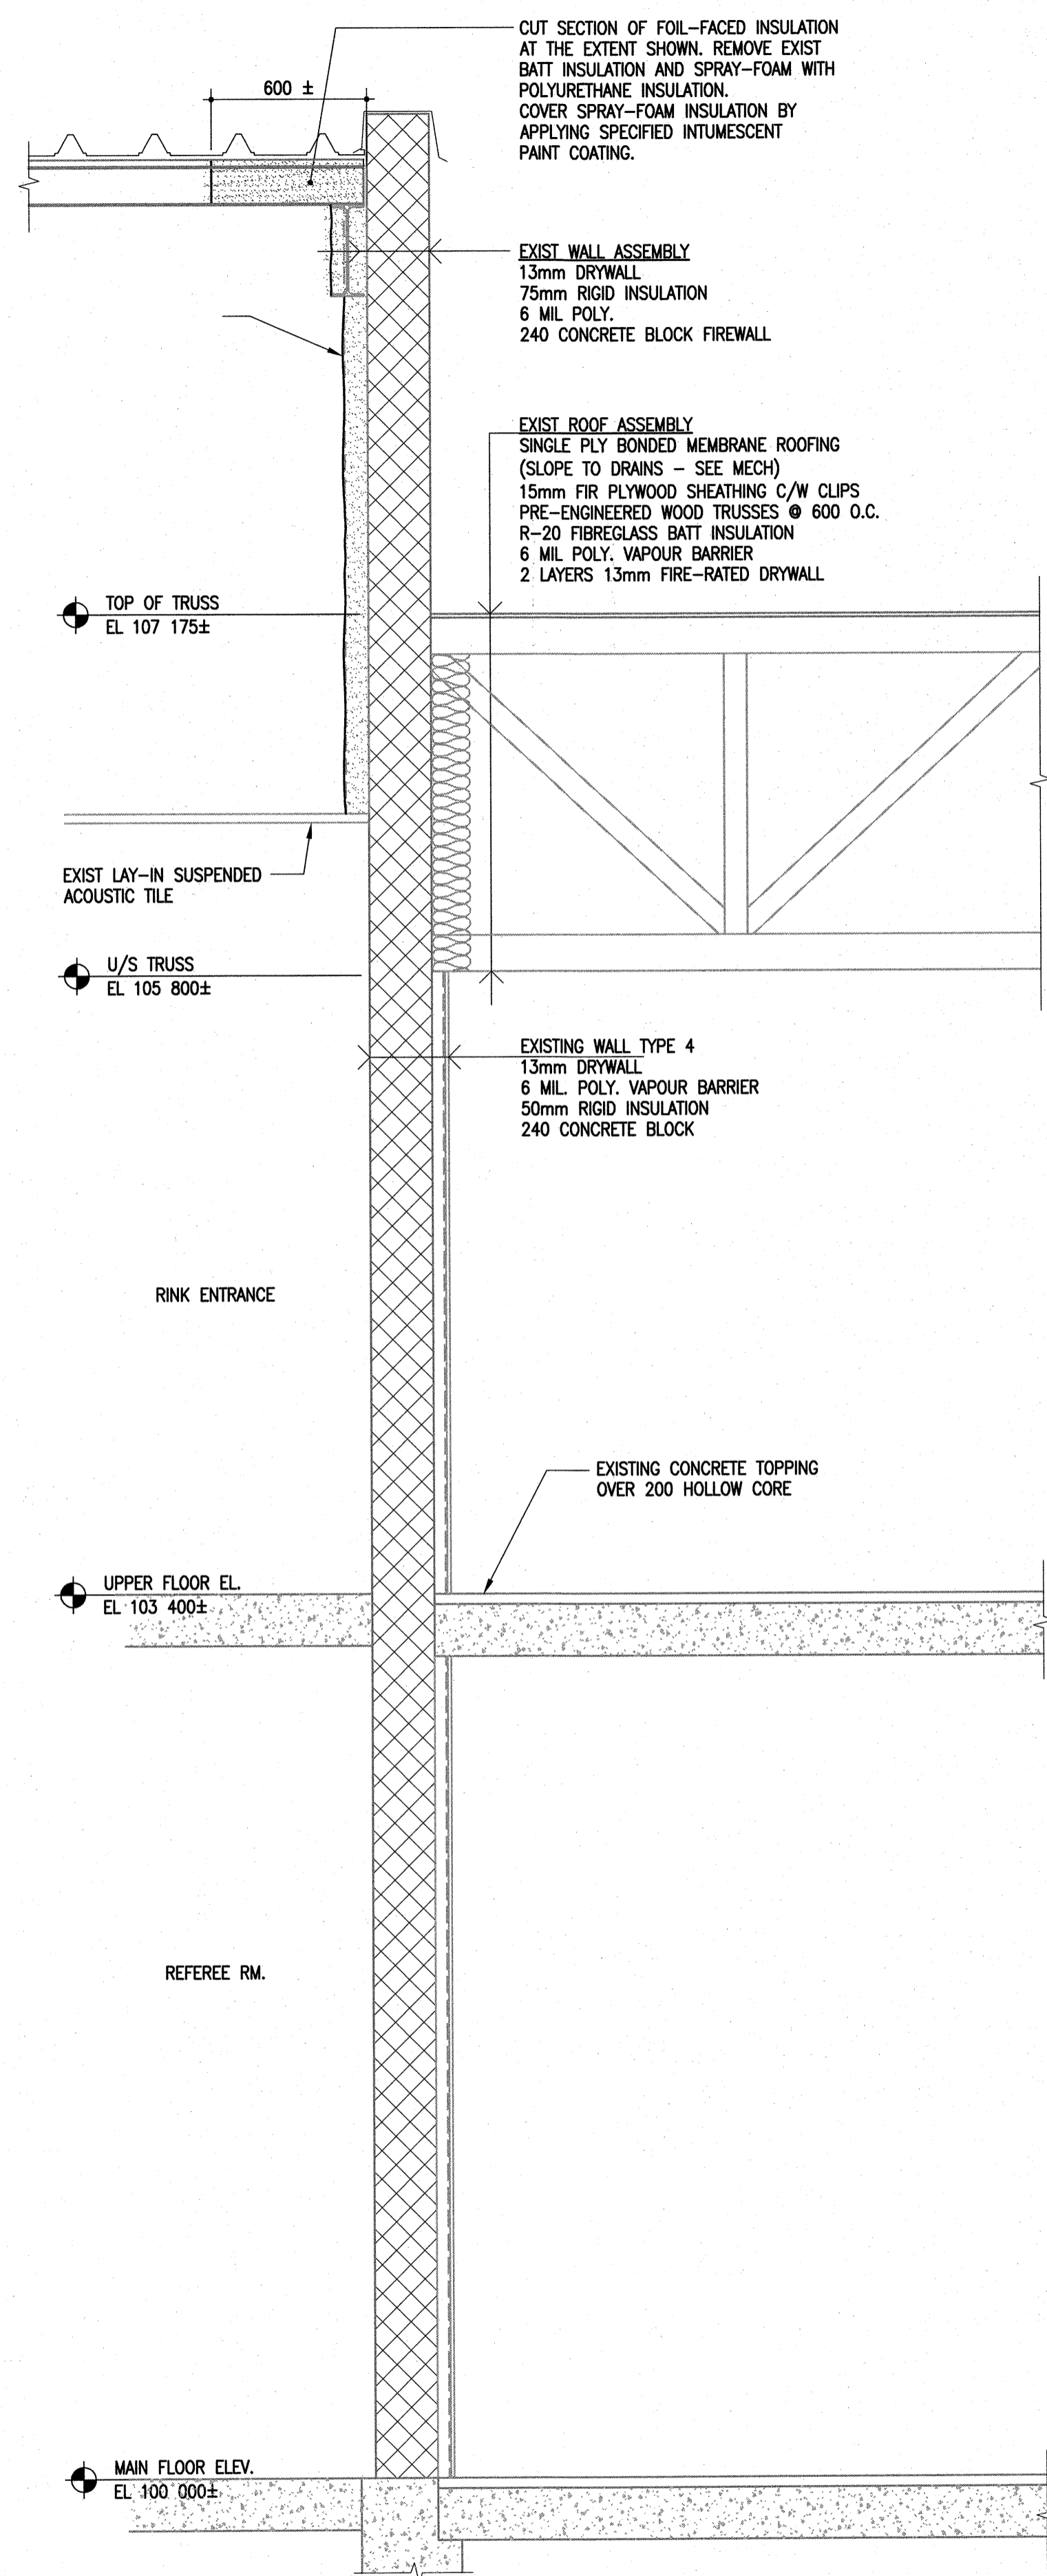 CUT SECTION OF FOIL-FACED INSULATION
AT THE EXTENT SHOWN. REMOVE EXIST
BATT INSULATION AND SPRAY-FOAM WITH
POLYURETHANE INSULATION.
COVER SPRAY-FOAM INSULATION BY
APPLYING SPECIFIED INTUMESCENT
PAINT COATING.
600 ±
EXIST WALL ASSEMBLY
13mm DRYWALL
75mm RIGID INSULATION
6 MIL POLY.
240 CONCRETE BLOCK FIREWALL
EXIST ROOF ASSEMBLY
SINGLE PLY BONDED MEMBRANE ROOFING
(SLOPE TO DRAINS - SEE MECH)
15mm FIR PLYWOOD SHEATHING C/W CLIPS
PRE-ENGINEERED WOOD TRUSSES @ 600 O.C.
R-20 FIBREGLASS BATT INSULATION
6 MIL POLY. VAPOUR BARRIER
2 LAYERS 13mm FIRE-RATED DRYWALL
TOP OF TRUSS
EL 107 175±
EXIST LAY-IN SUSPENDED
ACOUSTIC TILE
U/S TRUSS
EL 105 800±
EXISTING WALL TYPE 4
13mm DRYWALL
6 MIL. POLY. VAPOUR BARRIER
50mm RIGID INSULATION
240 CONCRETE BLOCK
RINK ENTRANCE
EXISTING CONCRETE TOPPING
OVER 200 HOLLOW CORE
UPPER FLOOR EL.
EL 103 400±
REFEREE RM.
MAIN FLOOR ELEV.
EL 100 000±